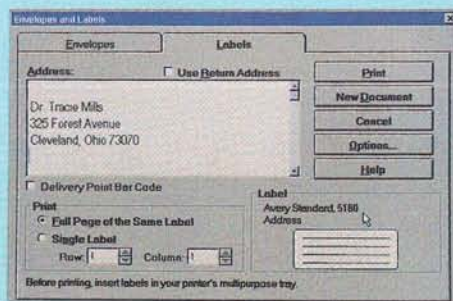 Envelopes and Labels
Envelopes Labels
Address: Use Return Address
Dr. Tracie Mills
325 Forest Avenue
Cleveland, Ohio 73070
Print
New Document
Cancel
Options...
Help
Delivery Point Bar Code
Print
Full Page of the Same Label
Single Label
Row: 1 Column: 1
Label
Avery Standard, 5160
Address
Before printing, insert labels in your printer's multipurpose tray.